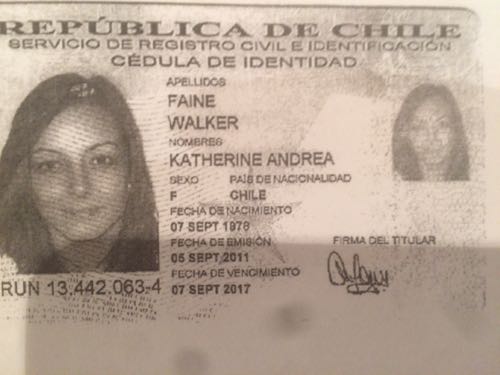 REPÚBLICA DE CHILE
SERVICIO DE REGISTRO CIVIL E IDENTIFICACIÓN
CÉDULA DE IDENTIDAD
APELLIDOS
FAINE
WALKER
NOMBRES
KATHERINE ANDREA
SEXO PAÍS DE NACIONALIDAD
F CHILE
FECHA DE NACIMIENTO
07 SEPT 1978
FECHA DE EMISIÓN
05 SEPT 2011
FIRMA DEL TITULAR
FECHA DE VENCIMIENTO
07 SEPT 2017
RUN 13.442.063-4